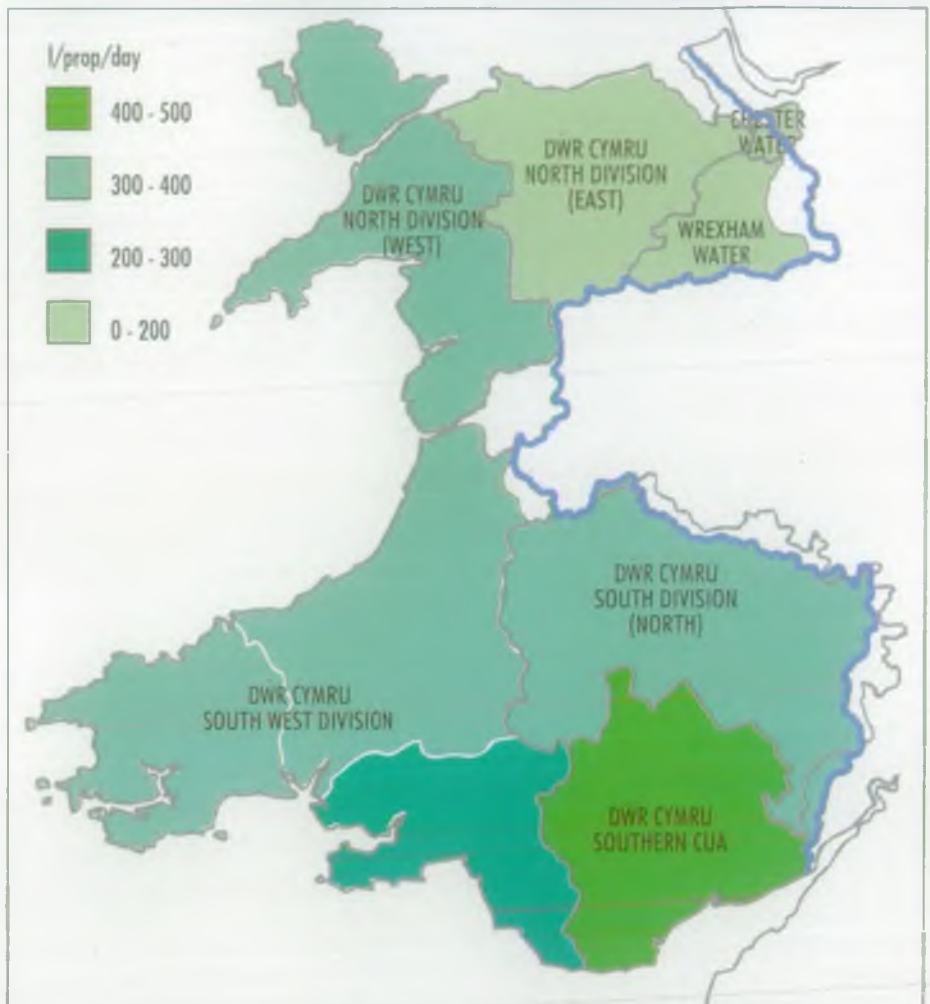 l/prop/day
400 - 500
300 - 400
200 - 300
0 - 200
CHESTER
WATER
DWR CYMRU
NORTH DIVISION
(EAST)
DWR CYMRU
NORTH DIVISION
(WEST)
WREXHAM
WATER
DWR CYMRU
SOUTH DIVISION
(NORTH)
DWR CYMRU
SOUTH WEST DIVISION
DWR CYMRU
SOUTHERN CUA